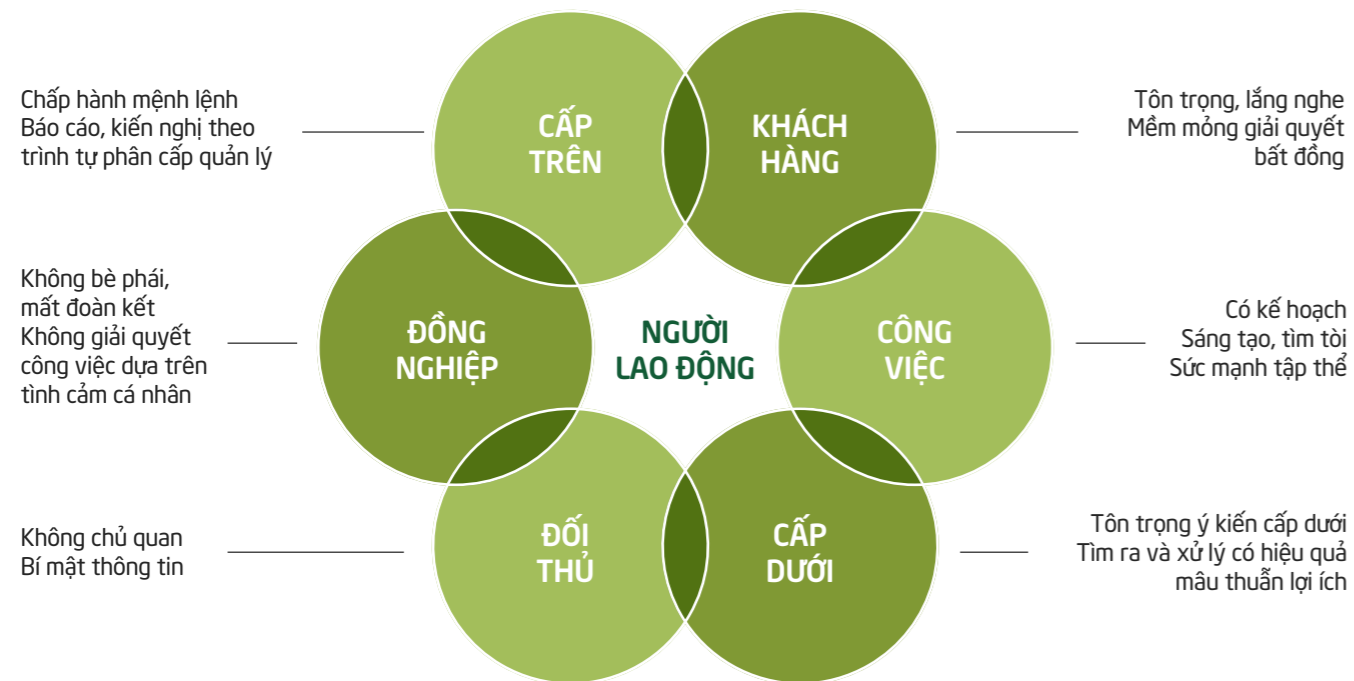 Chấp hành mệnh lệnh
Báo cáo, kiến nghị theo
trình tự phân cấp quản lý
CẤP
TRÊN
KHÁCH
HÀNG
Tôn trọng, lắng nghe
Mềm mỏng giải quyết
bất đồng
Không bè phái,
mất đoàn kết
Không giải quyết
công việc dựa trên
tình cảm cá nhân
ĐỒNG
NGHIỆP
NGƯỜI
LAO ĐỘNG
CÔNG
VIỆC
Có kế hoạch
Sáng tạo, tìm tòi
Sức mạnh tập thể
Không chủ quan
Bí mật thông tin
ĐỐI
THỦ
CẤP
DƯỚI
Tôn trọng ý kiến cấp dưới
Tìm ra và xử lý có hiệu quả
mâu thuẫn lợi ích